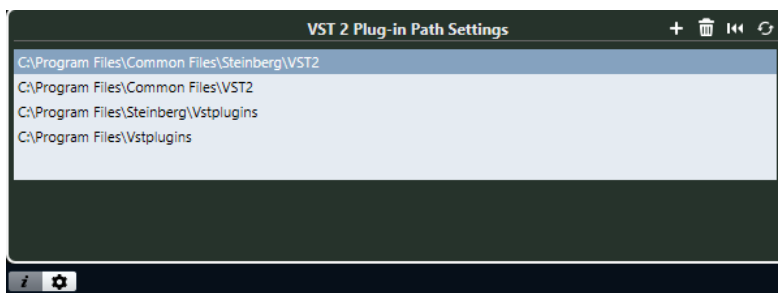 VST 2 Plug-in Path Settings
C:\Program Files\Common Files\Steinberg\VST2
C:\Program Files\Common Files\VST2
C:\Program Files\Steinberg\Vstplugins
C:\Program Files\Vstplugins
i